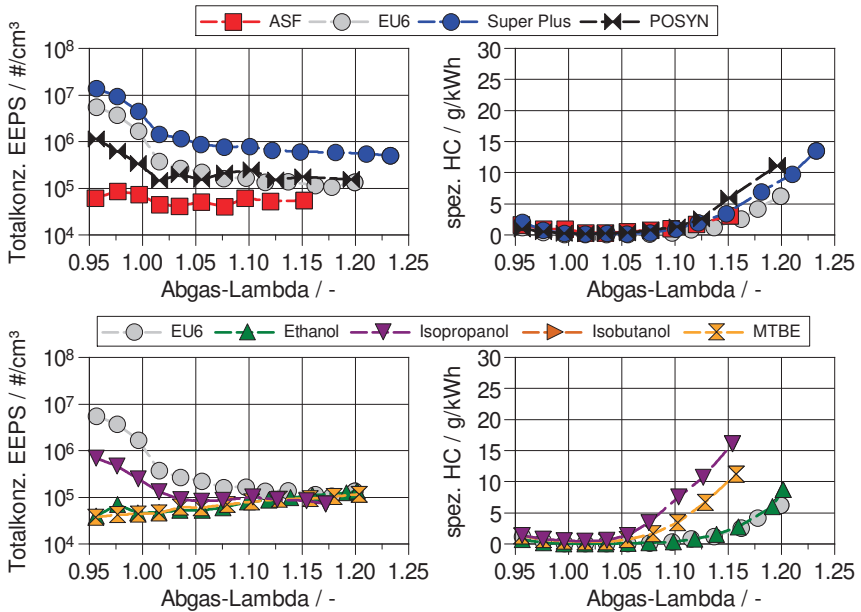 ASF EU6 Super Plus POSYN
Totalkonz. EEPS / #/cm³
10⁸
10⁷
10⁶
10⁵
10⁴
0.95 1.00 1.05 1.10 1.15 1.20 1.25
Abgas-Lambda / -
spez. HC / g/kWh
30
25
20
15
10
5
0
0.95 1.00 1.05 1.10 1.15 1.20 1.25
Abgas-Lambda / -
EU6 Ethanol Isopropanol Isobutanol MTBE
Totalkonz. EEPS / #/cm³
10⁸
10⁷
10⁶
10⁵
10⁴
0.95 1.00 1.05 1.10 1.15 1.20 1.25
Abgas-Lambda / -
spez. HC / g/kWh
30
25
20
15
10
5
0
0.95 1.00 1.05 1.10 1.15 1.20 1.25
Abgas-Lambda / -